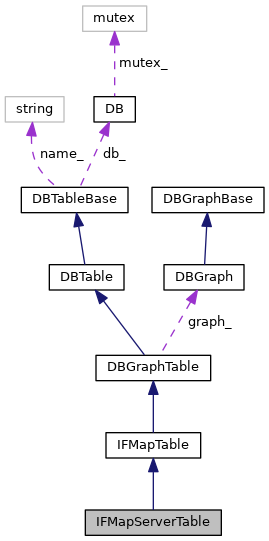 mutex
mutex_
string
DB
name_
db_
DBTableBase
DBGraphBase
DBTable
DBGraph
graph_
DBGraphTable
IFMapTable
IFMapServerTable